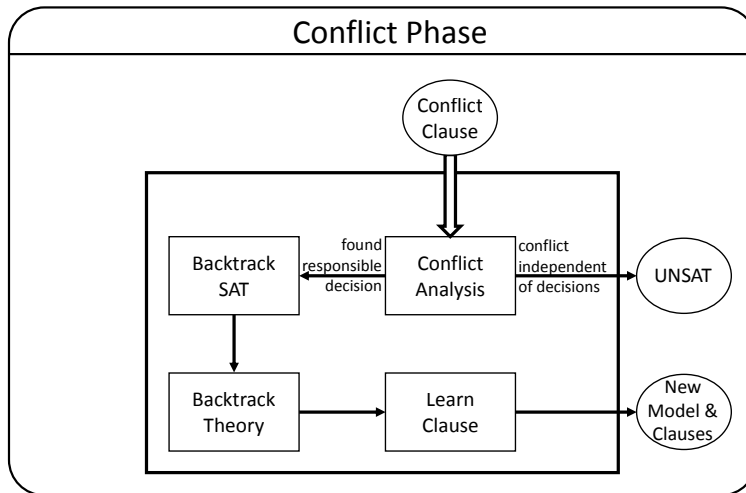 Conflict Phase
Conflict
Clause
found
responsible
decision
conflict
independent
of decisions
Backtrack
SAT
Conflict
Analysis
UNSAT
Backtrack
Theory
Learn
Clause
New
Model &
Clauses